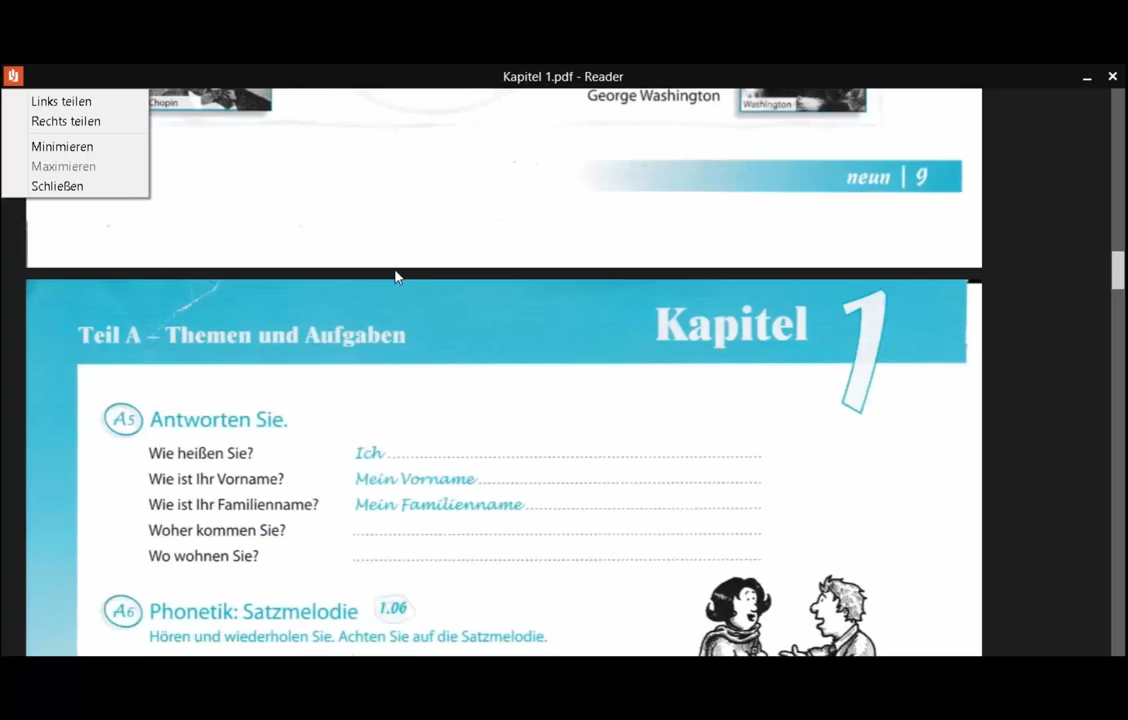 Kapitel 1.pdf - Reader
Links teilen
Rechts teilen
Minimieren
Maximieren
Schließen
Chopin
George Washington
Washington
neun | 9
Teil A – Themen und Aufgaben
Kapitel 1
A5 Antworten Sie.
Wie heißen Sie? Ich
Wie ist Ihr Vorname? Mein Vorname
Wie ist Ihr Familienname? Mein Familienname
Woher kommen Sie?
Wo wohnen Sie?
A6 Phonetik: Satzmelodie 1.06
Hören und wiederholen Sie. Achten Sie auf die Satzmelodie.